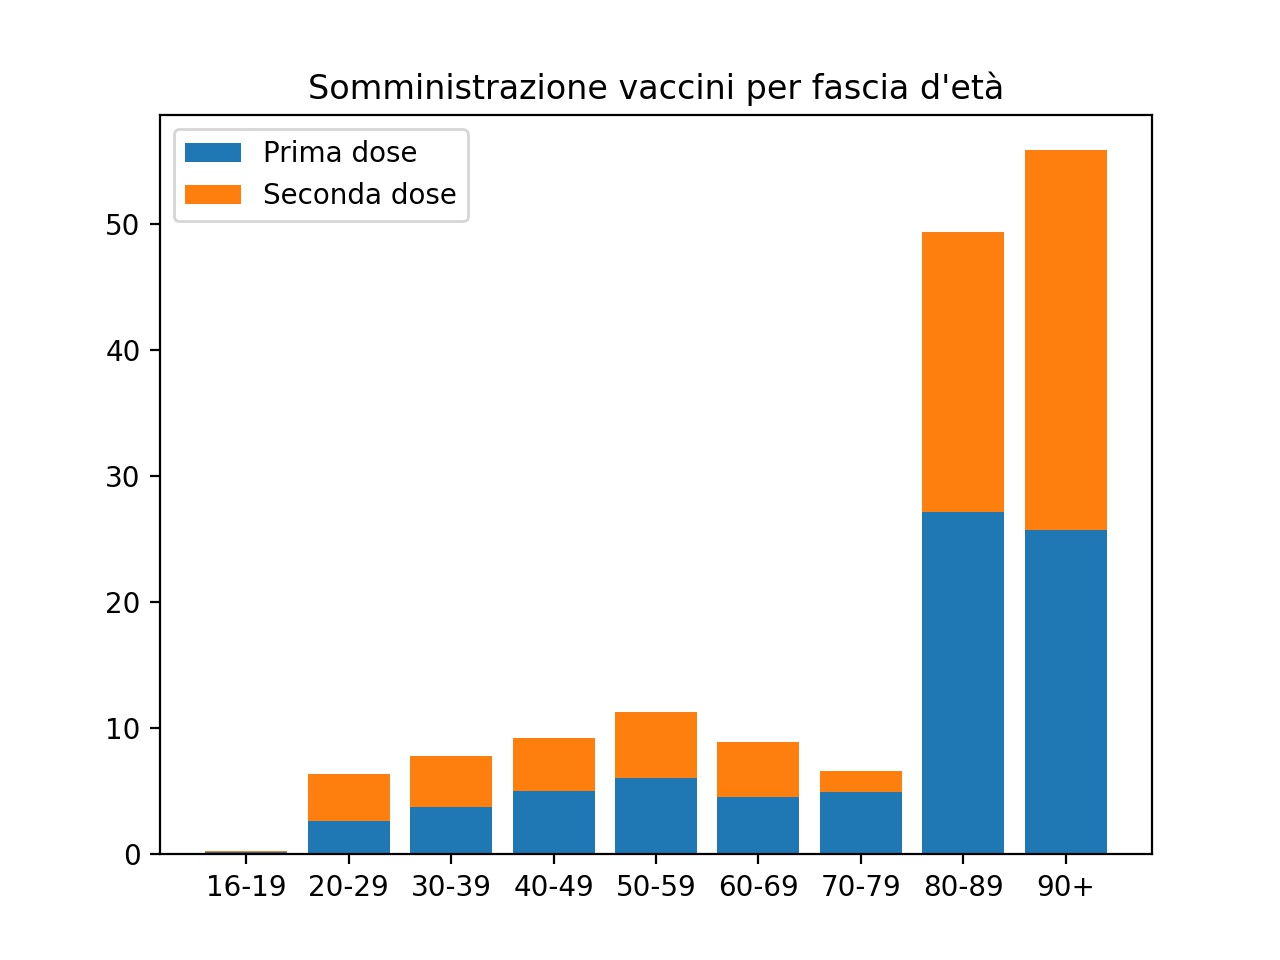 Somministrazione vaccini per fascia d'età
Prima dose
Seconda dose
50
40
30
20
10
0
16-19 20-29 30-39 40-49 50-59 60-69 70-79 80-89 90+